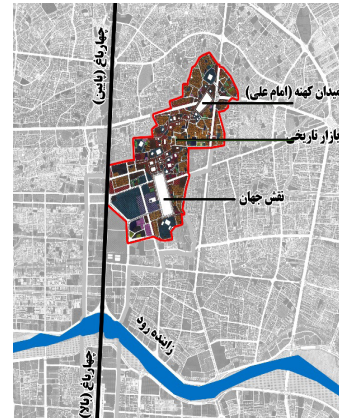 چهارباغ (پایین)
میدان کهنه (امام علی)
بازار تاریخی
نقش جهان
زاینده رود
چهارباغ (بالا)